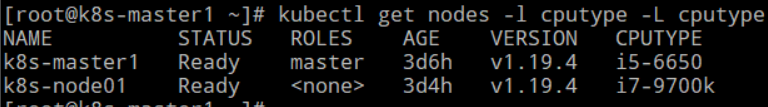 [root@k8s-master1 ~]# kubectl get nodes -l cputype -L cputype
NAME STATUS ROLES AGE VERSION CPUTYPE
k8s-master1 Ready master 3d6h v1.19.4 i5-6650
k8s-node01 Ready <none> 3d4h v1.19.4 i7-9700k
[root@k8s-master1 ~]#